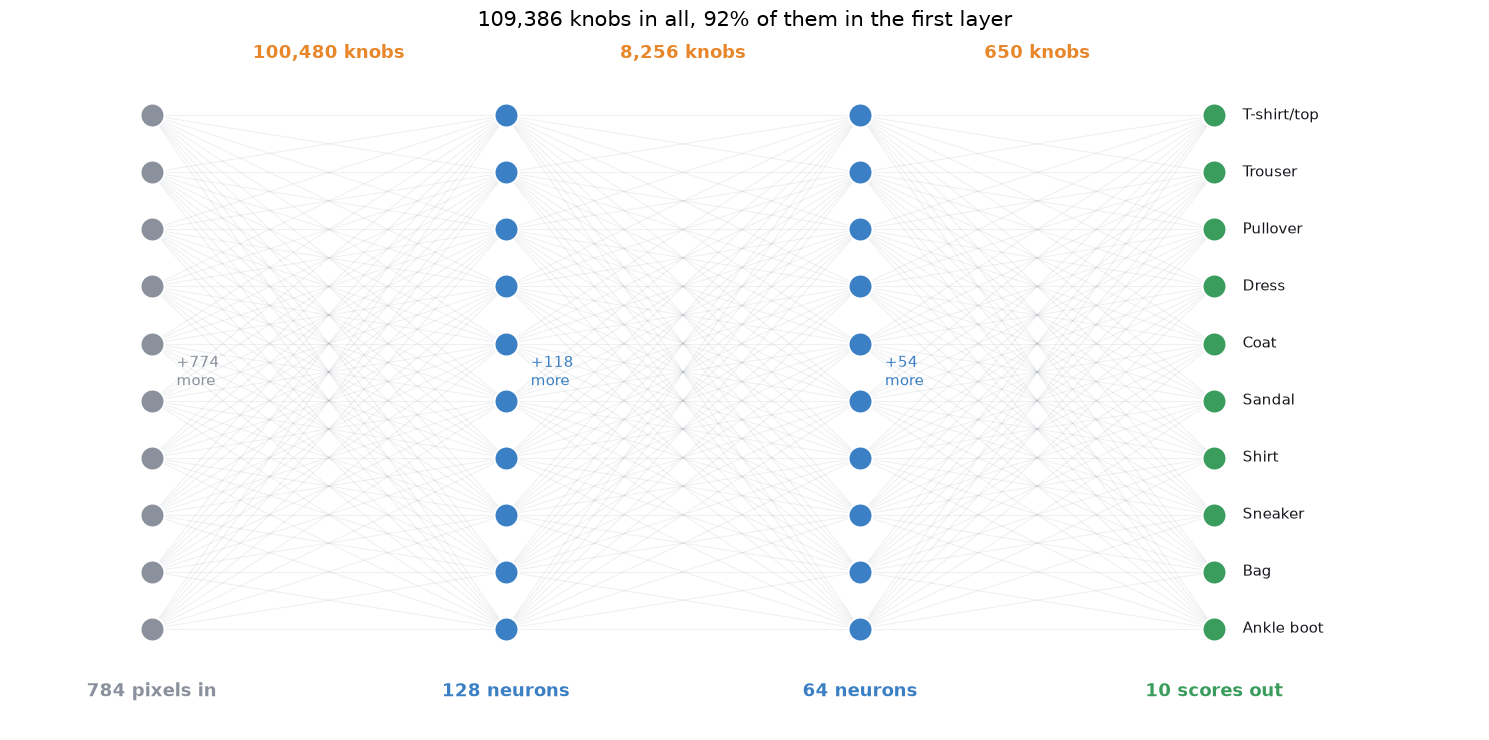 109,386 knobs in all, 92% of them in the first layer
100,480 knobs
8,256 knobs
650 knobs
T-shirt/top
Trouser
Pullover
Dress
Coat
+774
more
+118
more
+54
more
Sandal
Shirt
Sneaker
Bag
Ankle boot
784 pixels in
128 neurons
64 neurons
10 scores out